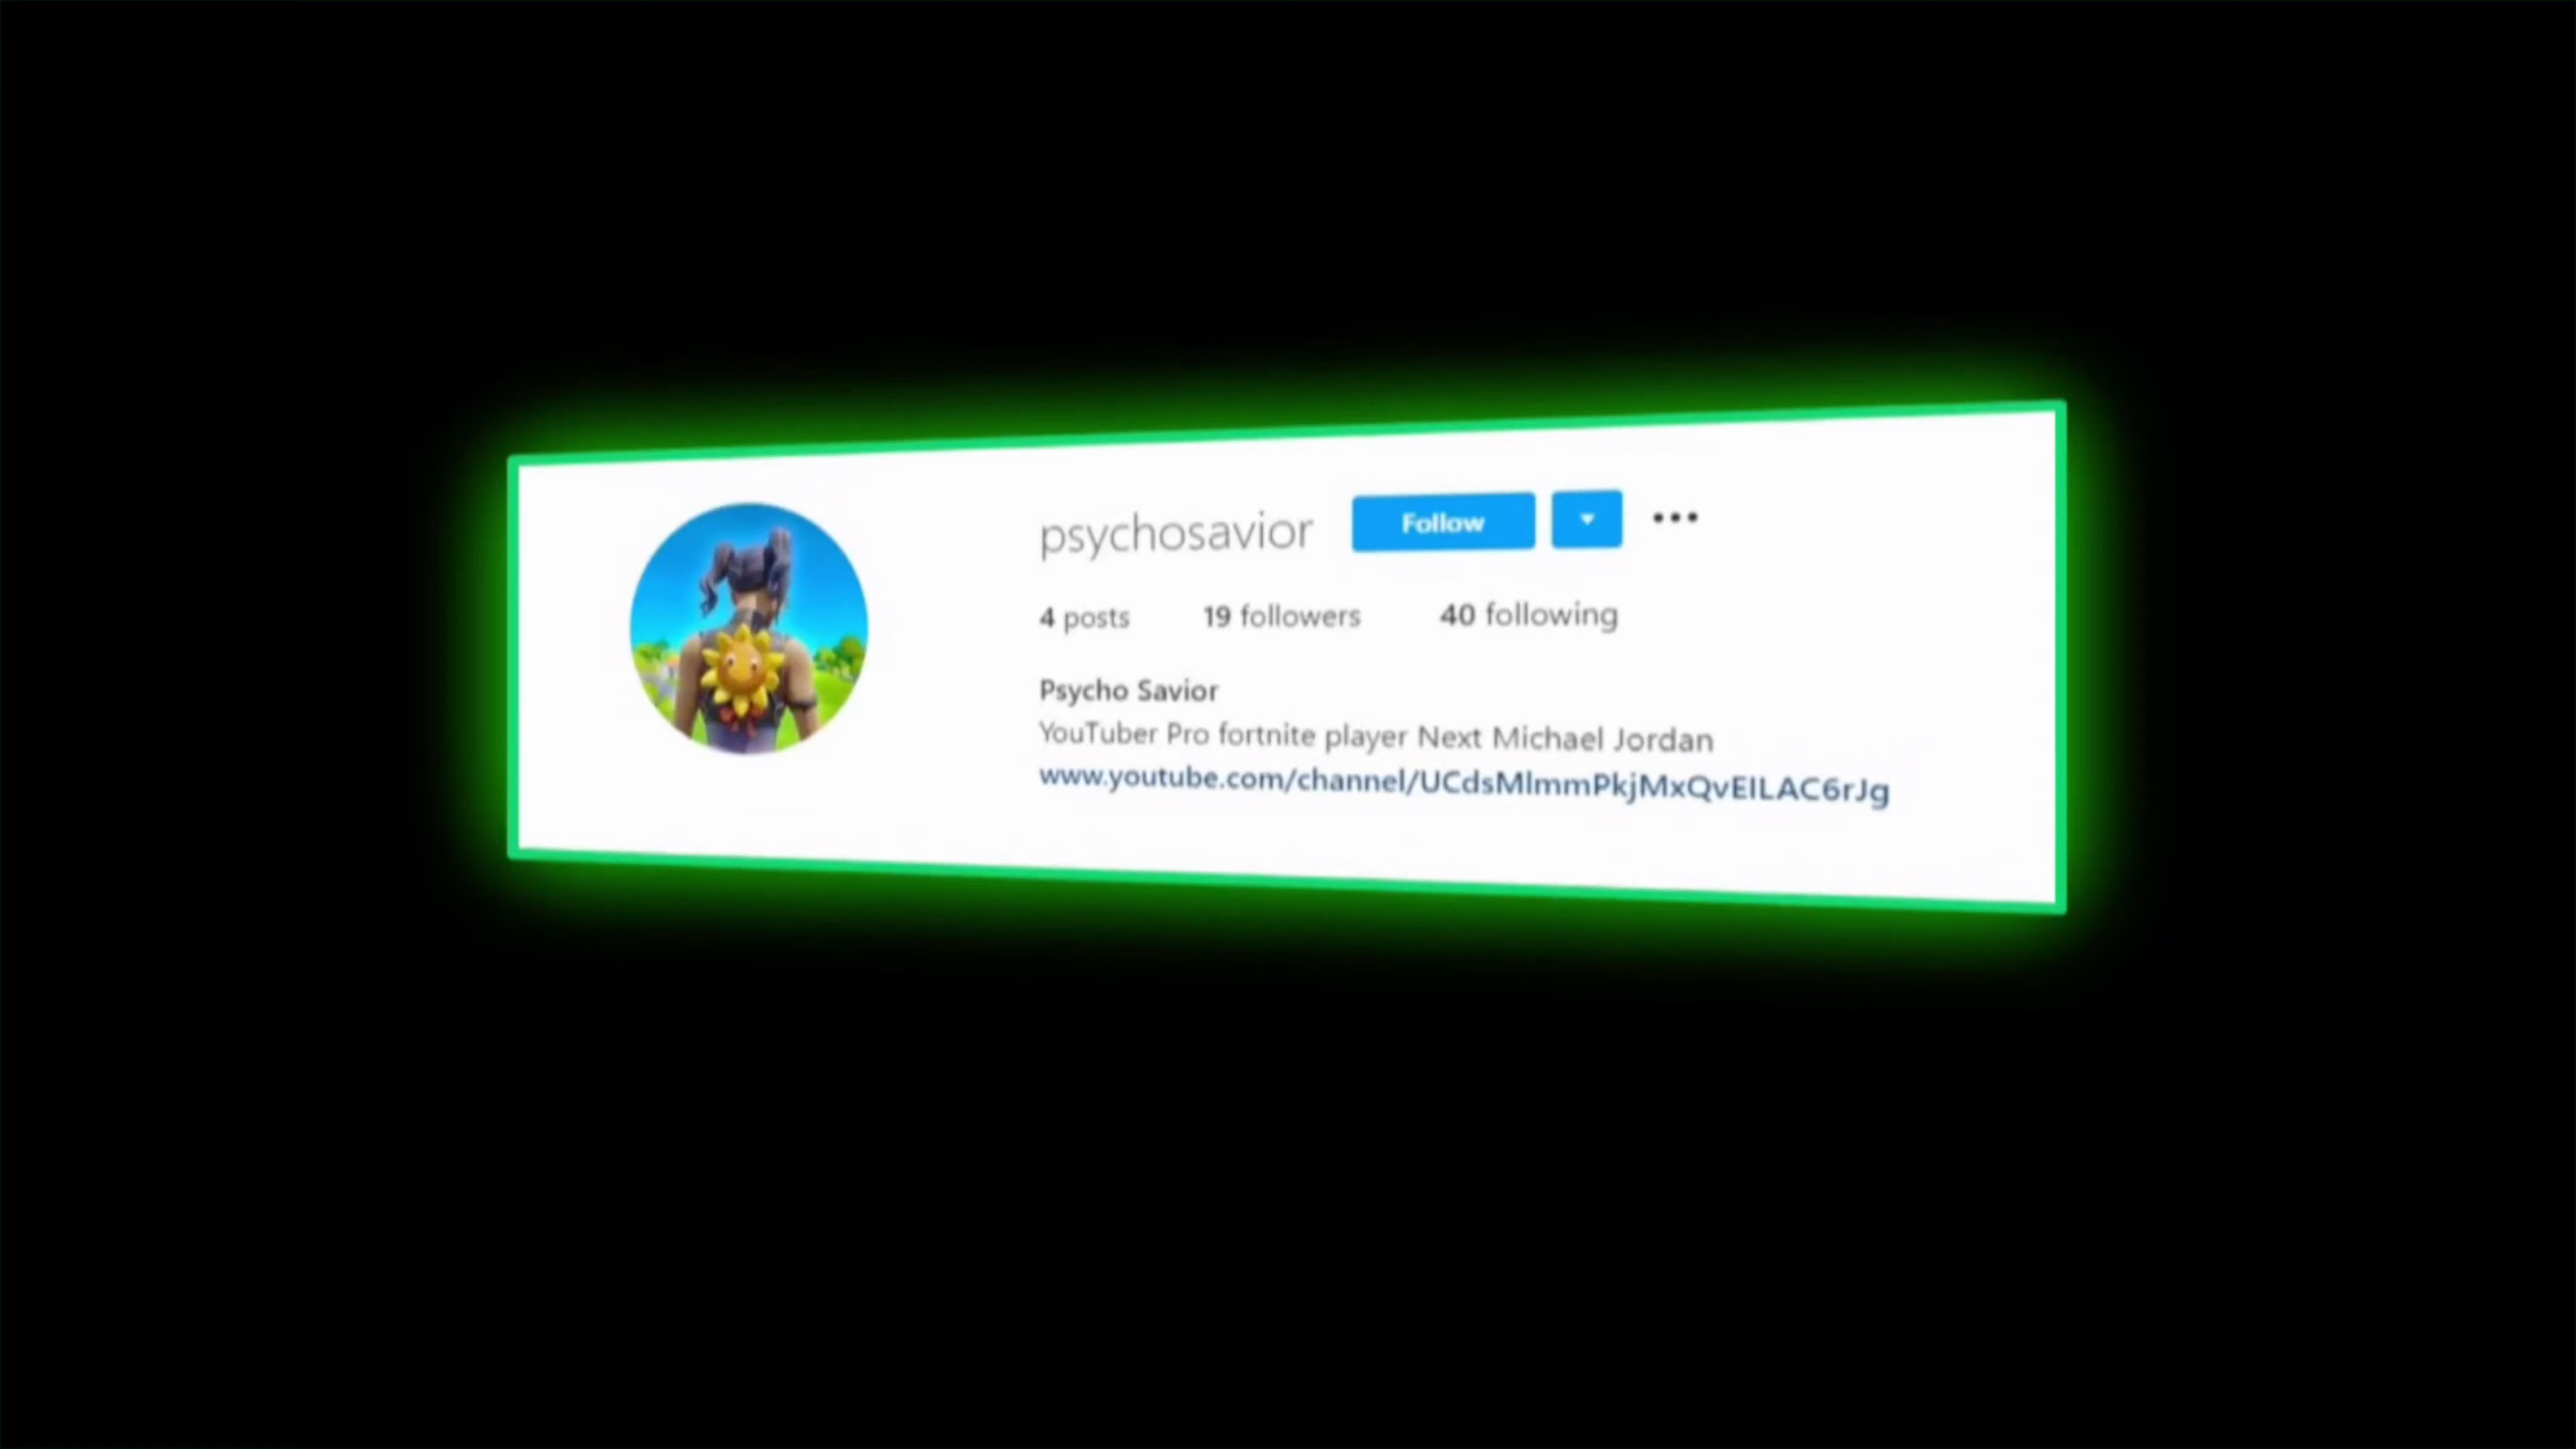 psychosavior Follow
4 posts 19 followers 40 following
Psycho Savior
YouTuber Pro fortnite player Next Michael Jordan
www.youtube.com/channel/UCdsMlmmPkjMxQvEILAC6rJg